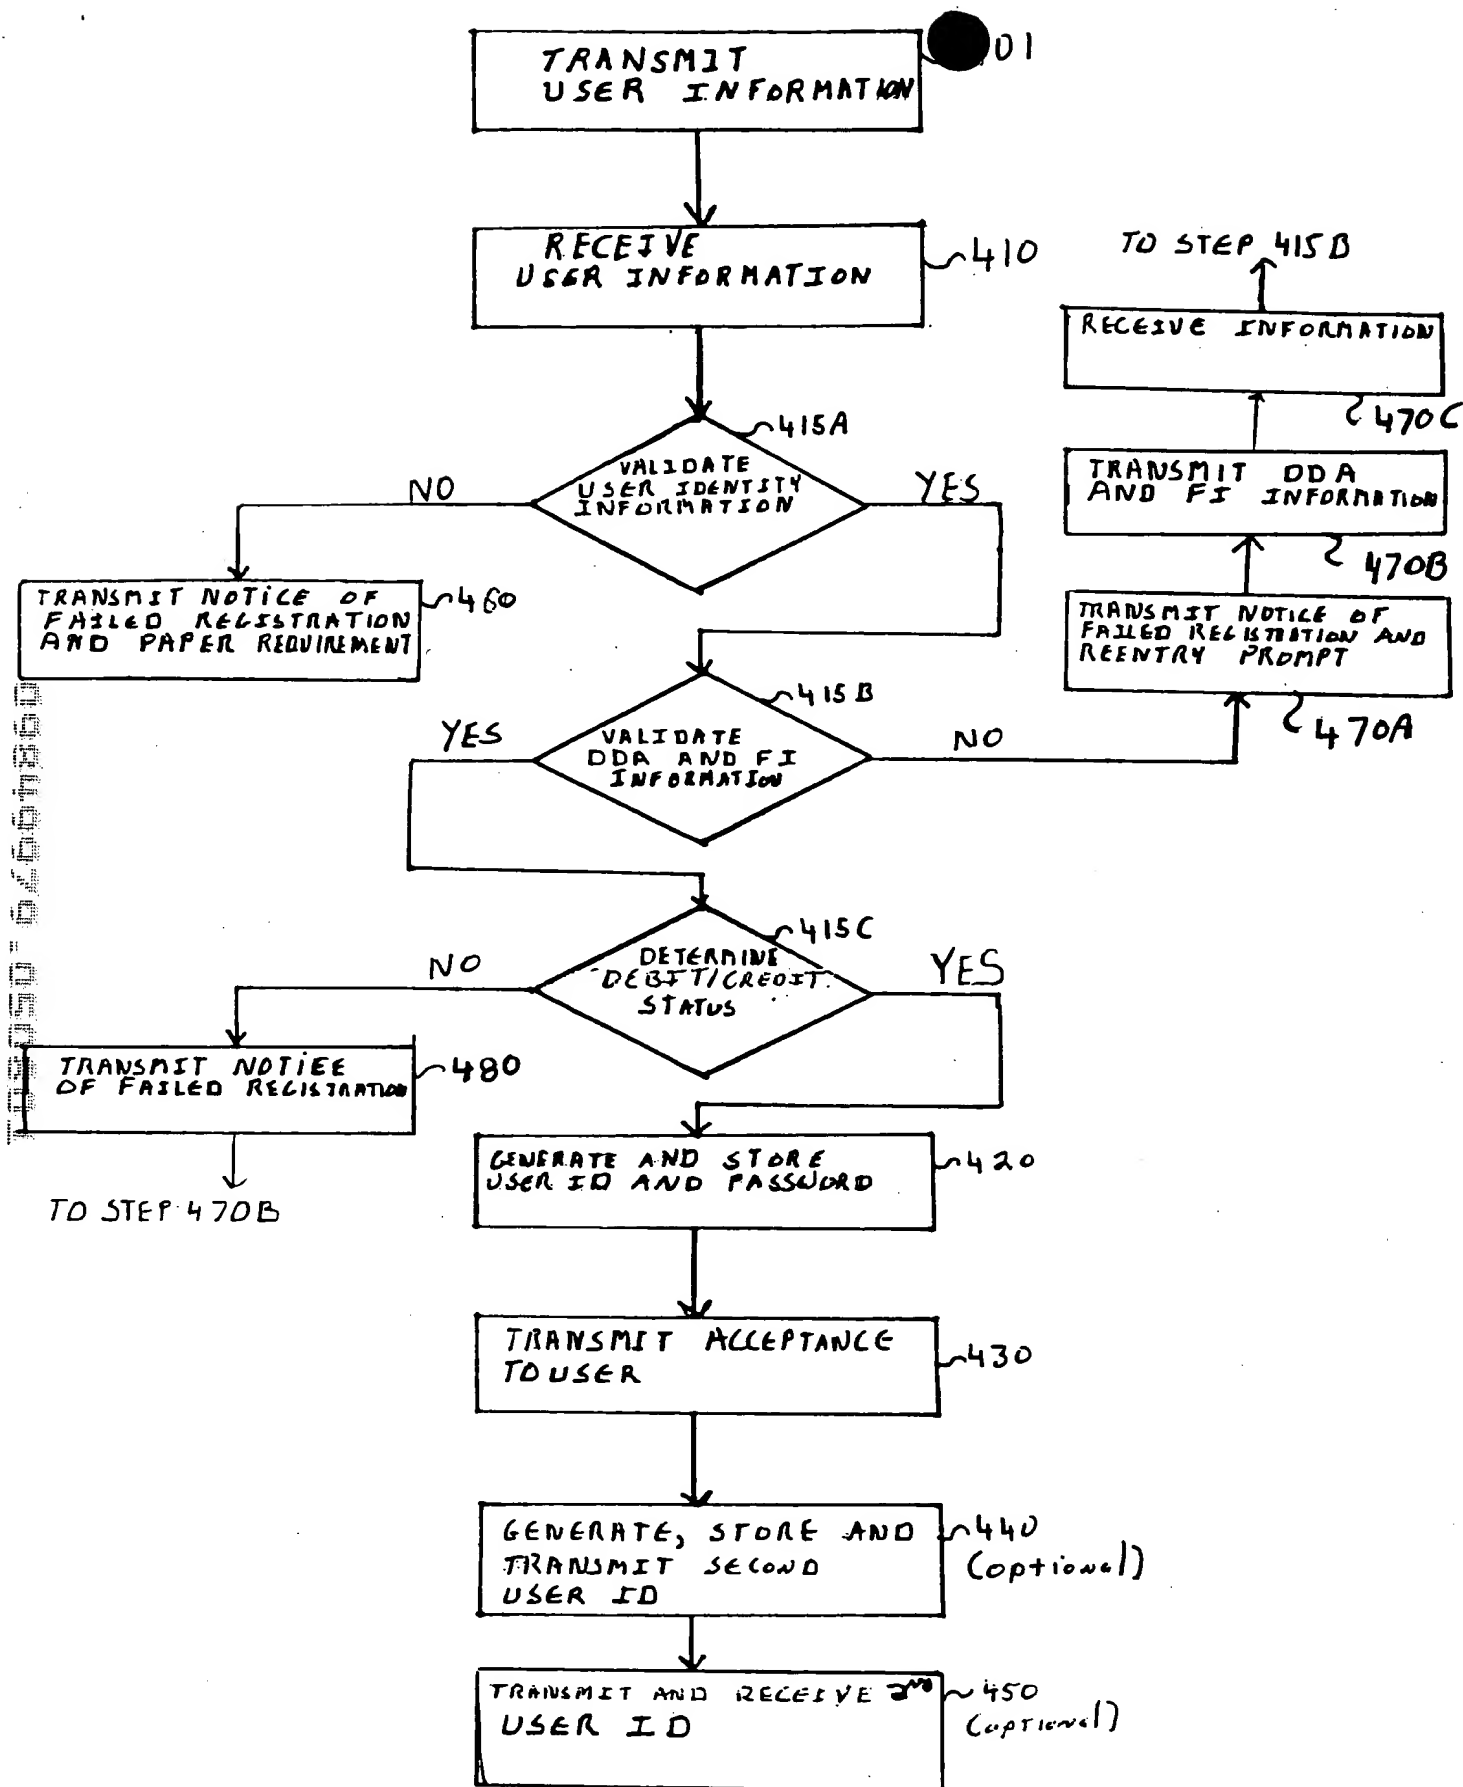 TRANSMIT
USER INFORMATION
01
RECEIVE
USER INFORMATION
410
TO STEP 415B
RECEIVE INFORMATION
470C
415A
VALIDATE
USER IDENTITY
INFORMATION
NO
YES
TRANSMIT DDA
AND FI INFORMATION
470B
TRANSMIT NOTICE OF
FAILED REGISTRATION
AND PAPER REQUIREMENT
460
TRANSMIT NOTICE OF
FAILED REGISTRATION AND
REENTRY PROMPT
470A
415B
VALIDATE
DDA AND FI
INFORMATION
YES
NO
415C
DETERMINE
DEBIT/CREDIT
STATUS
NO
YES
TRANSMIT NOTICE
OF FAILED REGISTRATION
480
TO STEP 470B
GENERATE AND STORE
USER ID AND PASSWORD
420
TRANSMIT ACCEPTANCE
TO USER
430
GENERATE, STORE AND
TRANSMIT SECOND
USER ID
440
(optional)
TRANSMIT AND RECEIVE 2nd
USER ID
450
(optional)